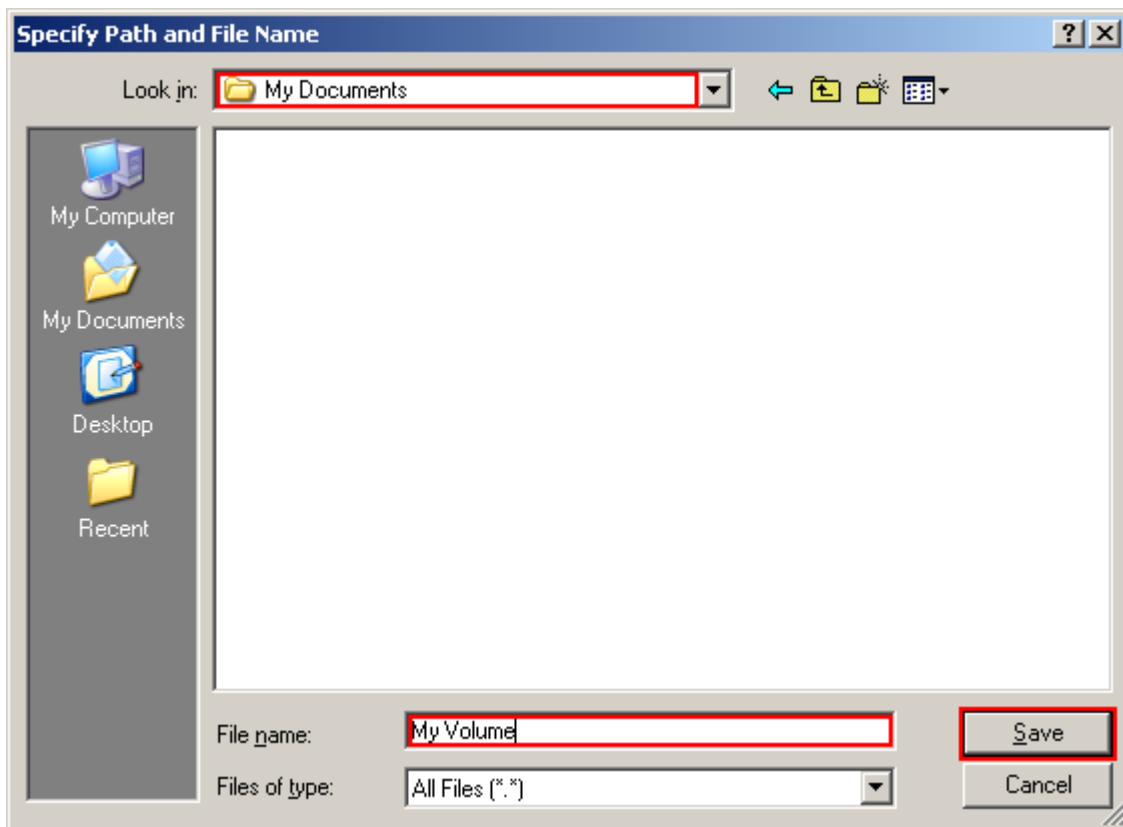 Specify Path and File Name
Look in:
My Documents
My Computer
My Documents
Desktop
Recent
File name:
My Volume
Save
Files of type:
All Files (*.*)
Cancel